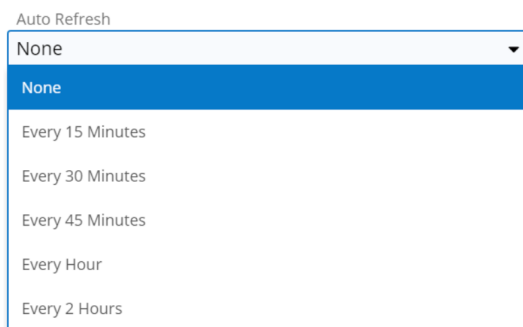 Auto Refresh
None
None
Every 15 Minutes
Every 30 Minutes
Every 45 Minutes
Every Hour
Every 2 Hours